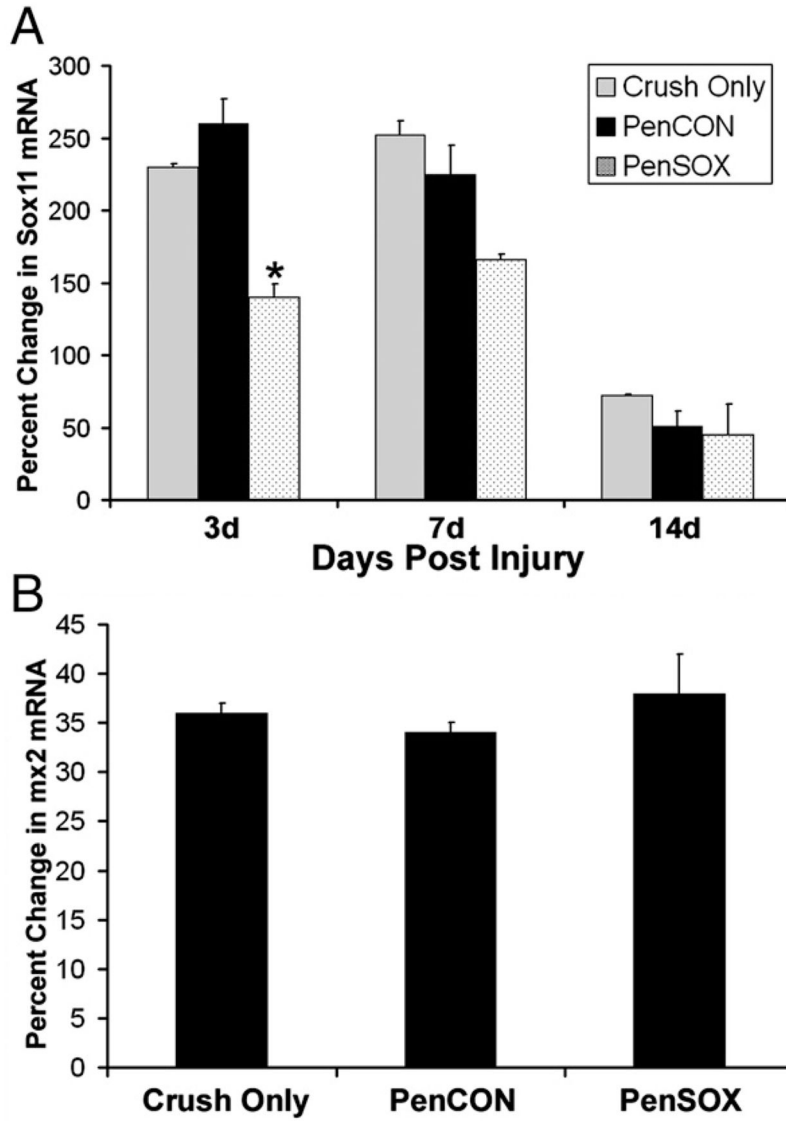 A
Percent Change in Sox11 mRNA
300
250
200
150
100
50
0
Crush Only
PenCON
PenSOX
*
3d
7d
14d
Days Post Injury
B
Percent Change in mx2 mRNA
45
40
35
30
25
20
15
10
5
0
Crush Only
PenCON
PenSOX